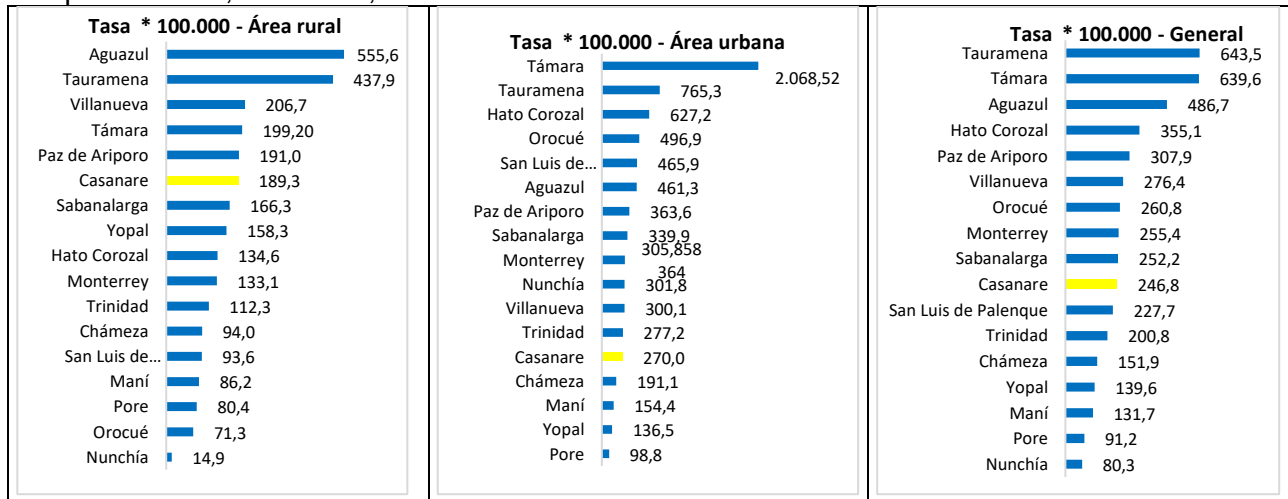 Tasa * 100.000 - Área rural
Aguazul 555,6
Tauramena 437,9
Villanueva 206,7
Támara 199,20
Paz de Ariporo 191,0
Casanare 189,3
Sabanalarga 166,3
Yopal 158,3
Hato Corozal 134,6
Monterrey 133,1
Trinidad 112,3
Chámeza 94,0
San Luis de... 93,6
Maní 86,2
Pore 80,4
Orocué 71,3
Nunchía 14,9
Tasa * 100.000 - Área urbana
Támara 2.068,52
Tauramena 765,3
Hato Corozal 627,2
Orocué 496,9
San Luis de... 465,9
Aguazul 461,3
Paz de Ariporo 363,6
Sabanalarga 339,9
Monterrey 305,858
364
Nunchía 301,8
Villanueva 300,1
Trinidad 277,2
Casanare 270,0
Chámeza 191,1
Maní 154,4
Yopal 136,5
Pore 98,8
Tasa * 100.000 - General
Tauramena 643,5
Támara 639,6
Aguazul 486,7
Hato Corozal 355,1
Paz de Ariporo 307,9
Villanueva 276,4
Orocué 260,8
Monterrey 255,4
Sabanalarga 252,2
Casanare 246,8
San Luis de Palenque 227,7
Trinidad 200,8
Chámeza 151,9
Yopal 139,6
Maní 131,7
Pore 91,2
Nunchía 80,3